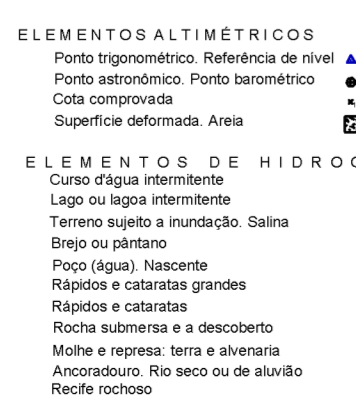 ELEMENTOS ALTIMÉTRICOS
Ponto trigonométrico. Referência de nível
Ponto astronômico. Ponto barométrico
Cota comprovada
Superfície deformada. Areia
ELEMENTOS DE HIDRO
Curso d'água intermitente
Lago ou lagoa intermitente
Terreno sujeito a inundação. Salina
Brejo ou pântano
Poço (água). Nascente
Rápidos e cataratas grandes
Rápidos e cataratas
Rocha submersa e a descoberto
Molhe e represa: terra e alvenaria
Ancoradouro. Rio seco ou de aluvião
Recife rochoso